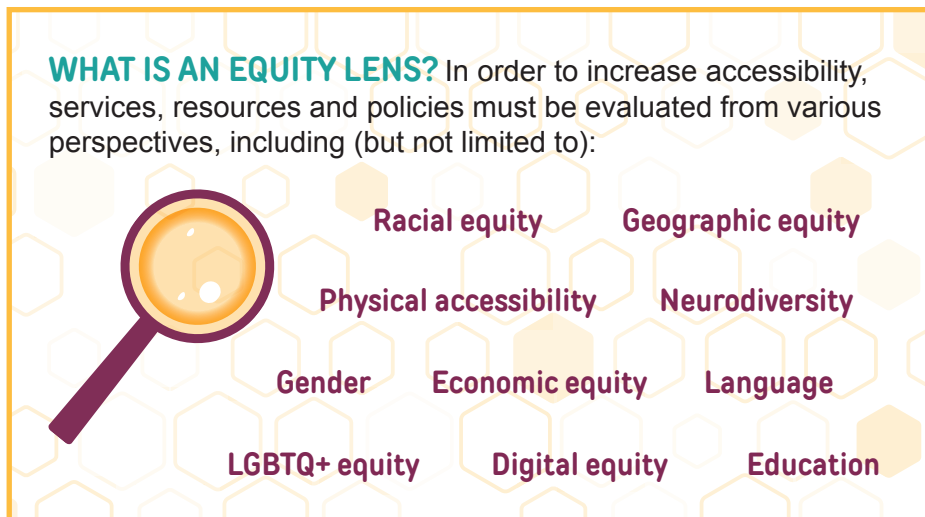 WHAT IS AN EQUITY LENS? In order to increase accessibility,
services, resources and policies must be evaluated from various
perspectives, including (but not limited to):
Racial equity Geographic equity
Physical accessibility Neurodiversity
Gender Economic equity Language
LGBTQ+ equity Digital equity Education